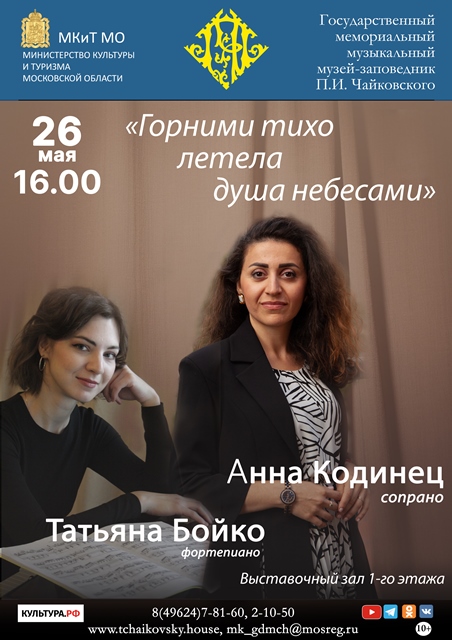 МКиТ МО
МИНИСТЕРСТВО КУЛЬТУРЫ
И ТУРИЗМА
МОСКОВСКОЙ ОБЛАСТИ
Государственный
мемориальный
музыкальный
музей-заповедник
П.И. Чайковского
26
мая
16.00
«Горними тихо
летела
душа небесами»
Анна Кодинец
сопрано
Татьяна Бойко
фортепиано
Выставочный зал 1-го этажа
КУЛЬТУРА.РФ
8(49624)7-81-60, 2-10-50
www.tchaikovsky.house, mk_gdmch@mosreg.ru
10+